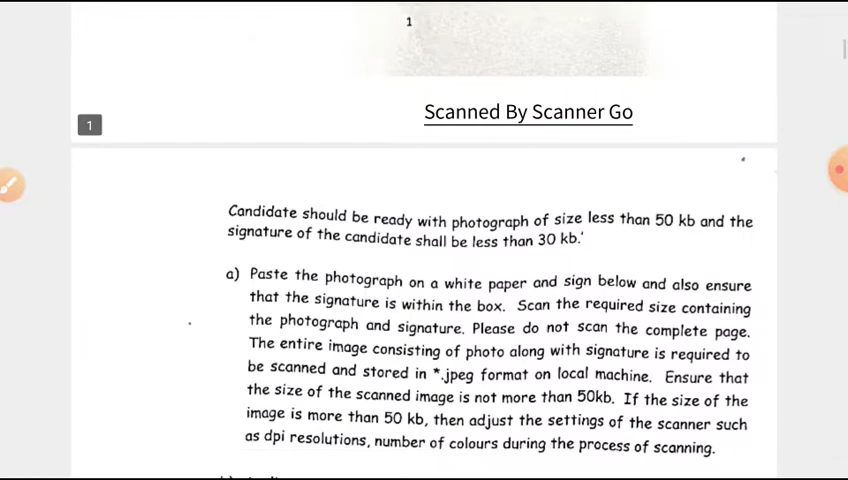 1
Scanned By Scanner Go
1
Candidate should be ready with photograph of size less than 50 kb and the
signature of the candidate shall be less than 30 kb.'
a) Paste the photograph on a white paper and sign below and also ensure
that the signature is within the box. Scan the required size containing
the photograph and signature. Please do not scan the complete page.
The entire image consisting of photo along with signature is required to
be scanned and stored in *.jpeg format on local machine. Ensure that
the size of the scanned image is not more than 50kb. If the size of the
image is more than 50 kb, then adjust the settings of the scanner such
as dpi resolutions, number of colours during the process of scanning.